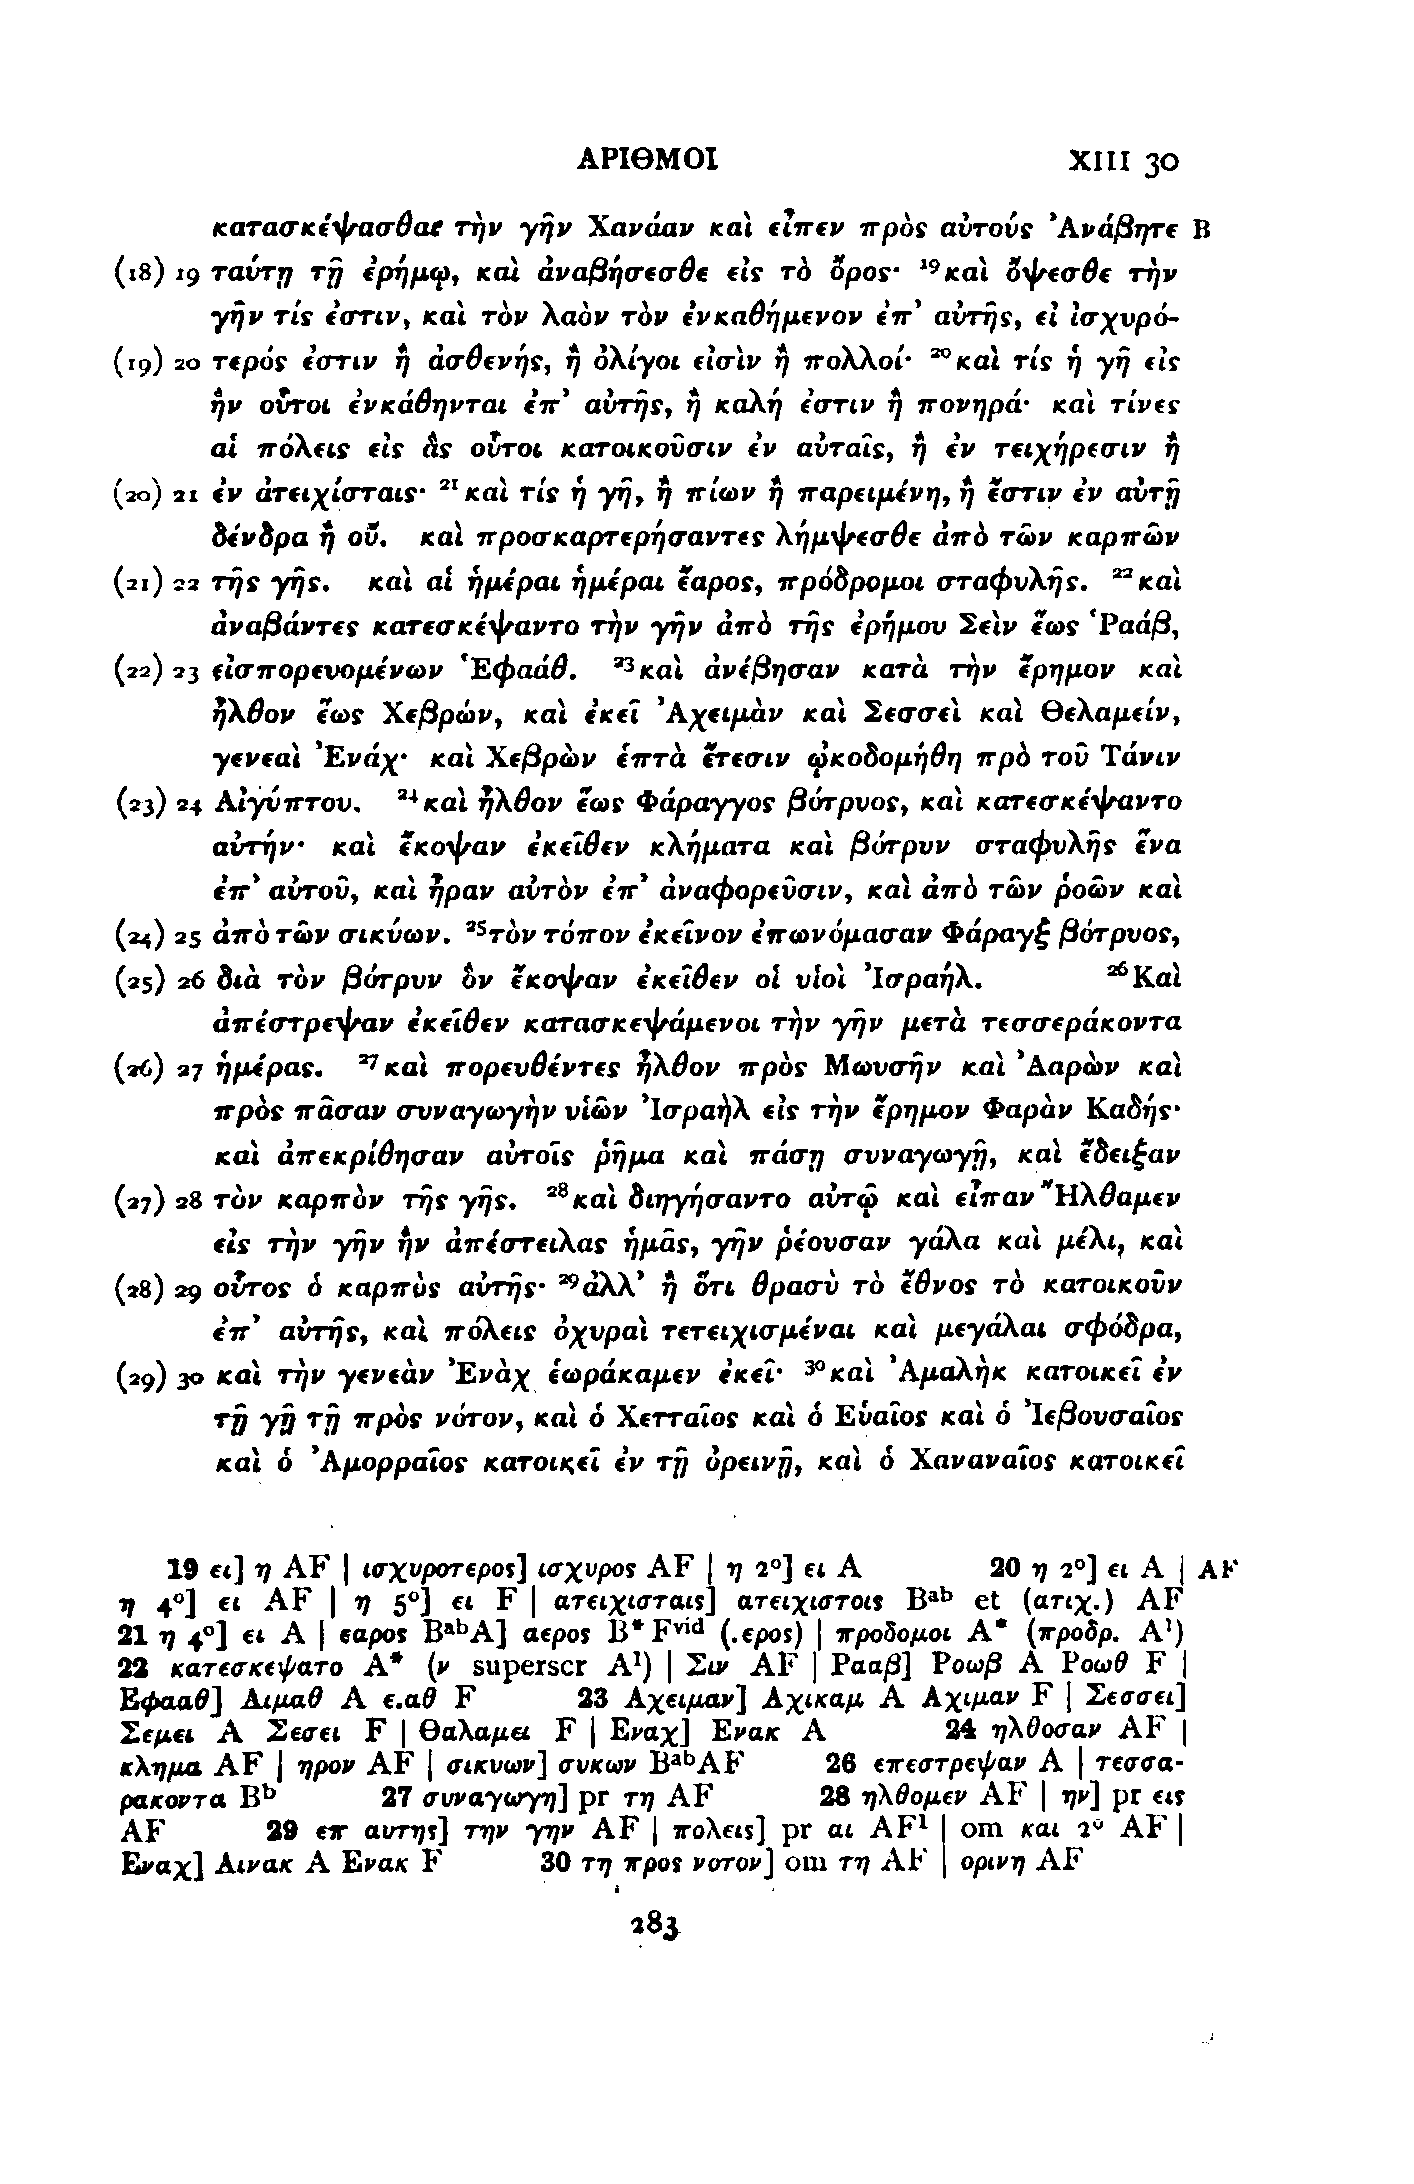 ΑΡΙΘΜΟΙ XIII 30
κατασκέψασθαι τὴν γῆν Χανάαν καὶ εἶπεν πρὸς αὐτούς Ἀνάβητε B
(18) 19 ταύτῃ τῇ ἐρήμῳ, καὶ ἀναβήσεσθε εἰς τὸ ὄρος· ¹⁹καὶ ὄψεσθε τὴν
γῆν τίς ἐστιν, καὶ τὸν λαὸν τὸν ἐνκαθήμενον ἐπ᾽ αὐτῆς, εἰ ἰσχυρό-
(19) 20 τερός ἐστιν ἢ ἀσθενής, ἢ ὀλίγοι εἰσὶν ἢ πολλοί· ²⁰καὶ τίς ἡ γῆ εἰς
ἣν οὗτοι ἐνκάθηνται ἐπ᾽ αὐτῆς, ἢ καλή ἐστιν ἢ πονηρά· καὶ τίνες
αἱ πόλεις εἰς ἃς οὗτοι κατοικοῦσιν ἐν αὐταῖς, ἢ ἐν τειχήρεσιν ἢ
(20) 21 ἐν ἀτειχίσταις· ²¹καὶ τίς ἡ γῆ, ἢ πίων ἢ παρειμένη, ἢ ἔστιν ἐν αὐτῇ
δένδρα ἢ οὔ. καὶ προσκαρτερήσαντες λήμψεσθε ἀπὸ τῶν καρπῶν
(21) 22 τῆς γῆς. καὶ αἱ ἡμέραι ἡμέραι ἔαρος, πρόδρομοι σταφυλῆς. ²²καὶ
ἀναβάντες κατεσκέψαντο τὴν γῆν ἀπὸ τῆς ἐρήμου Σεὶν ἕως Ῥαάβ,
(22) 23 εἰσπορευομένων Ἐφαάθ. ²³καὶ ἀνέβησαν κατὰ τὴν ἔρημον καὶ
ἦλθον ἕως Χεβρών, καὶ ἐκεῖ Ἀχειμὰν καὶ Σεσσεὶ καὶ Θελαμείν,
γενεαὶ Ἐνάχ· καὶ Χεβρὼν ἑπτὰ ἔτεσιν ᾠκοδομήθη πρὸ τοῦ Τάνιν
(23) 24 Αἰγύπτου. ²⁴καὶ ἦλθον ἕως Φάραγγος βότρυος, καὶ κατεσκέψαντο
αὐτήν· καὶ ἔκοψαν ἐκεῖθεν κλήματα καὶ βότρυν σταφυλῆς ἕνα
ἐπ᾽ αὐτοῦ, καὶ ἦραν αὐτὸν ἐπ᾽ ἀναφορεῦσιν, καὶ ἀπὸ τῶν ῥοῶν καὶ
(24) 25 ἀπὸ τῶν σικύων. ²⁵τὸν τόπον ἐκεῖνον ἐπωνόμασαν Φάραγξ βότρυος,
(25) 26 διὰ τὸν βότρυν ὃν ἔκοψαν ἐκεῖθεν οἱ υἱοὶ Ἰσραήλ. ²⁶Καὶ
ἀπέστρεψαν ἐκεῖθεν κατασκεψάμενοι τὴν γῆν μετὰ τεσσεράκοντα
(26) 27 ἡμέρας. ²⁷καὶ πορευθέντες ἦλθον πρὸς Μωυσῆν καὶ Ἀαρὼν καὶ
πρὸς πᾶσαν συναγωγὴν υἱῶν Ἰσραὴλ εἰς τὴν ἔρημον Φαρὰν Καδής·
καὶ ἀπεκρίθησαν αὐτοῖς ῥῆμα καὶ πάσῃ συναγωγῇ, καὶ ἔδειξαν
(27) 28 τὸν καρπὸν τῆς γῆς. ²⁸καὶ διηγήσαντο αὐτῷ καὶ εἶπαν Ἤλθαμεν
εἰς τὴν γῆν ἣν ἀπέστειλας ἡμᾶς, γῆν ῥέουσαν γάλα καὶ μέλι, καὶ
(28) 29 οὗτος ὁ καρπὸς αὐτῆς· ²⁹ἀλλ᾽ ἢ ὅτι θρασὺ τὸ ἔθνος τὸ κατοικοῦν
ἐπ᾽ αὐτῆς, καὶ πόλεις ὀχυραὶ τετειχισμέναι καὶ μεγάλαι σφόδρα,
(29) 30 καὶ τὴν γενεὰν Ἐνὰχ ἑωράκαμεν ἐκεῖ· ³⁰καὶ Ἀμαλὴκ κατοικεῖ ἐν
τῇ γῇ τῇ πρὸς νότον, καὶ ὁ Χετταῖος καὶ ὁ Εὑαῖος καὶ ὁ Ἰεβουσαῖος
καὶ ὁ Ἀμορραῖος κατοικεῖ ἐν τῇ ὀρεινῇ, καὶ ὁ Χαναναῖος κατοικεῖ
19 ει] η AF | ισχυροτερος] ισχυρος AF | η 2º] ει A 20 η 2º] ει A | AF
η 4º] ει AF | η 5º] ει F | ατειχισταις] ατειχιστοις Bᵃᵇ et (ατιχ.) AF
21 η 4º] ει A | εαρος BᵃᵇA] αερος B*Fᵛⁱᵈ (.ερος) | προδομοι A* (προδρ. A¹)
22 κατεσκεψατο A* (ν superscr A¹) | Σιν AF |Ρααβ] Ροωβ A Ροωθ F |
Εφααθ] Αιμαθ A ε.αθ F 23 Αχειμαν] Αχικαμ A Αχιμαν F | Σεσσει]
Σεμει A Σεσει F | Θαλαμει F | Εναχ] Ενακ A 24 ηλθοσαν AF |
κλημα AF | ηρον AF | σικυων] συκων BᵃᵇAF 26 επεστρεψαν A | τεσσα-
ρακοντα Bᵇ 27 συναγωγη] pr τη AF 28 ηλθομεν AF | ην] pr εις
AF 29 επ αυτης] την γην AF | πολεις] pr αι AF¹ | om και 2º AF |
Εναχ] Αινακ A Ενακ F 30 τη προς νοτον] om τη AF | ορινη AF
283